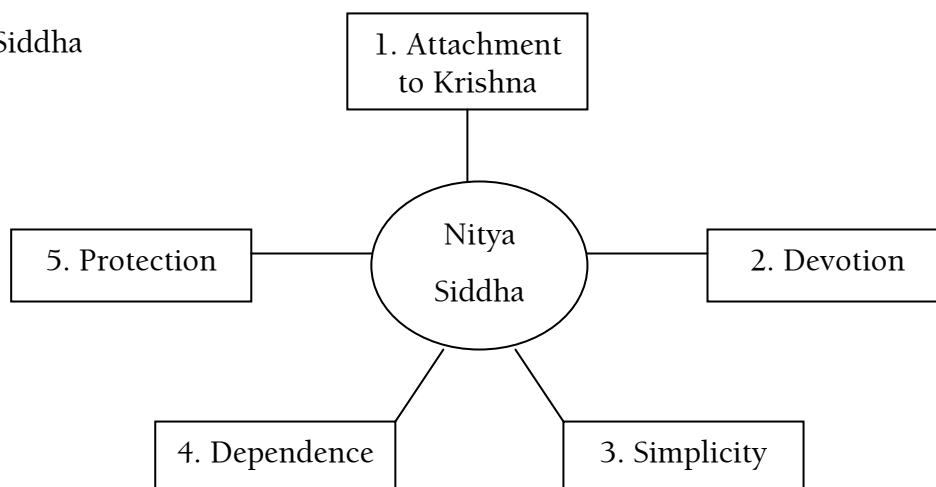 Siddha
1. Attachment
to Krishna
Nitya
Siddha
5. Protection
2. Devotion
4. Dependence
3. Simplicity